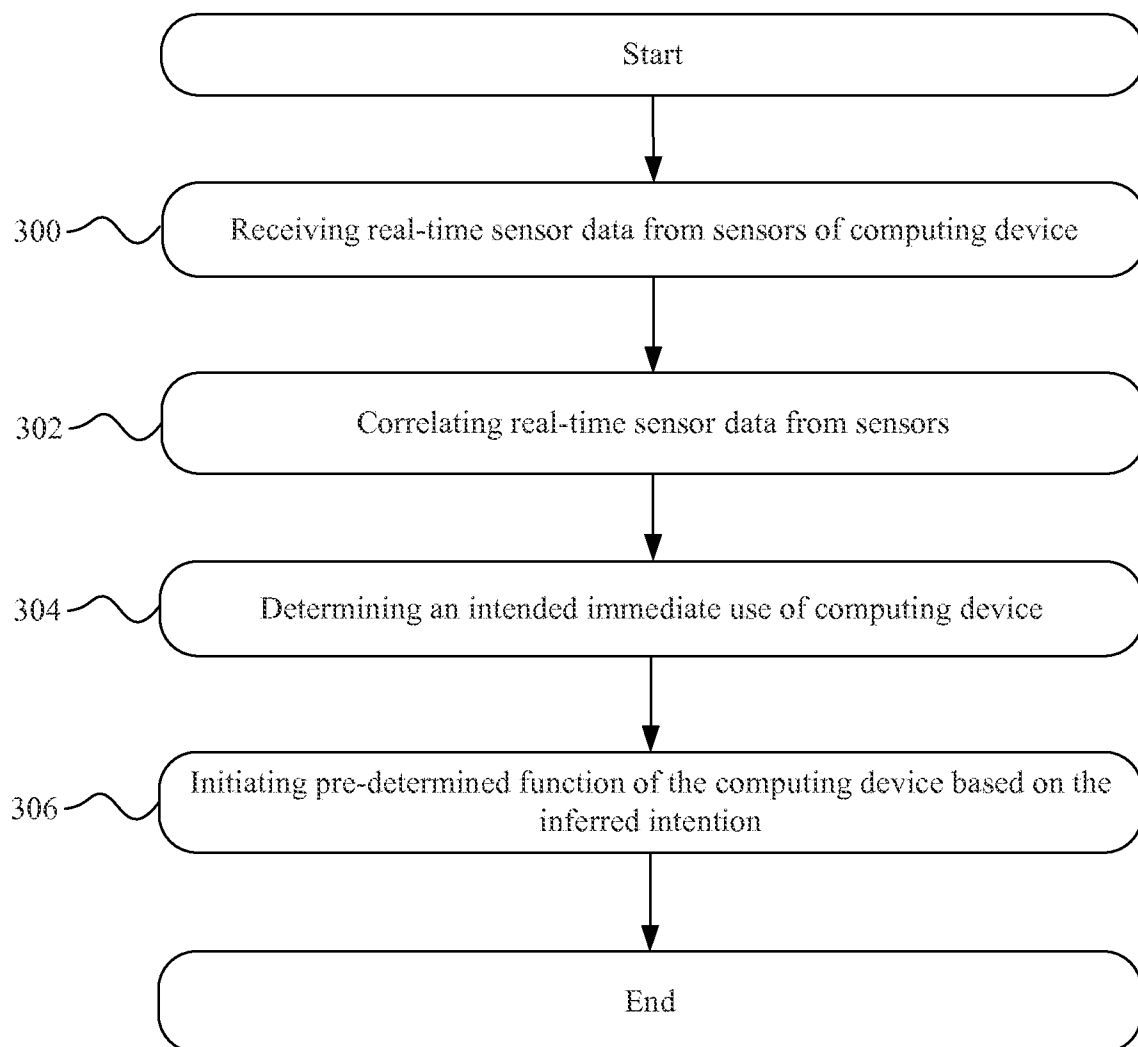 Start
300
Receiving real-time sensor data from sensors of computing device
302
Correlating real-time sensor data from sensors
304
Determining an intended immediate use of computing device
306
Initiating pre-determined function of the computing device based on the
inferred intention
End